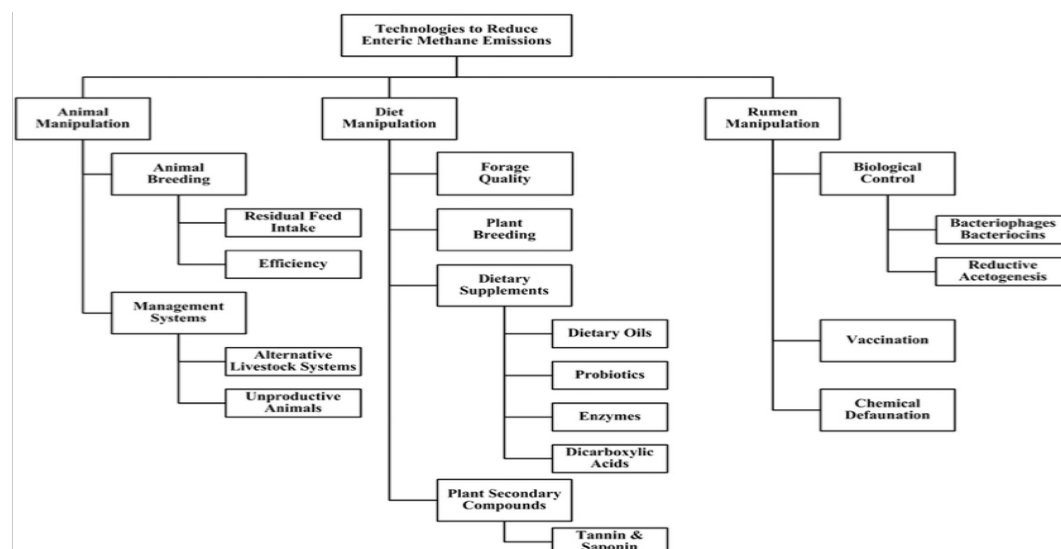 Technologies to Reduce
Enteric Methane Emissions
Animal
Manipulation
Diet
Manipulation
Rumen
Manipulation
Animal
Breeding
Residual Feed
Intake
Efficiency
Management
Systems
Alternative
Livestock Systems
Unproductive
Animals
Forage
Quality
Plant
Breeding
Dietary
Supplements
Dietary Oils
Probiotics
Enzymes
Dicarboxylic
Acids
Plant Secondary
Compounds
Tannin &
Saponin
Biological
Control
Bacteriophages
Bacteriocins
Reductive
Acetogenesis
Vaccination
Chemical
Defaunation